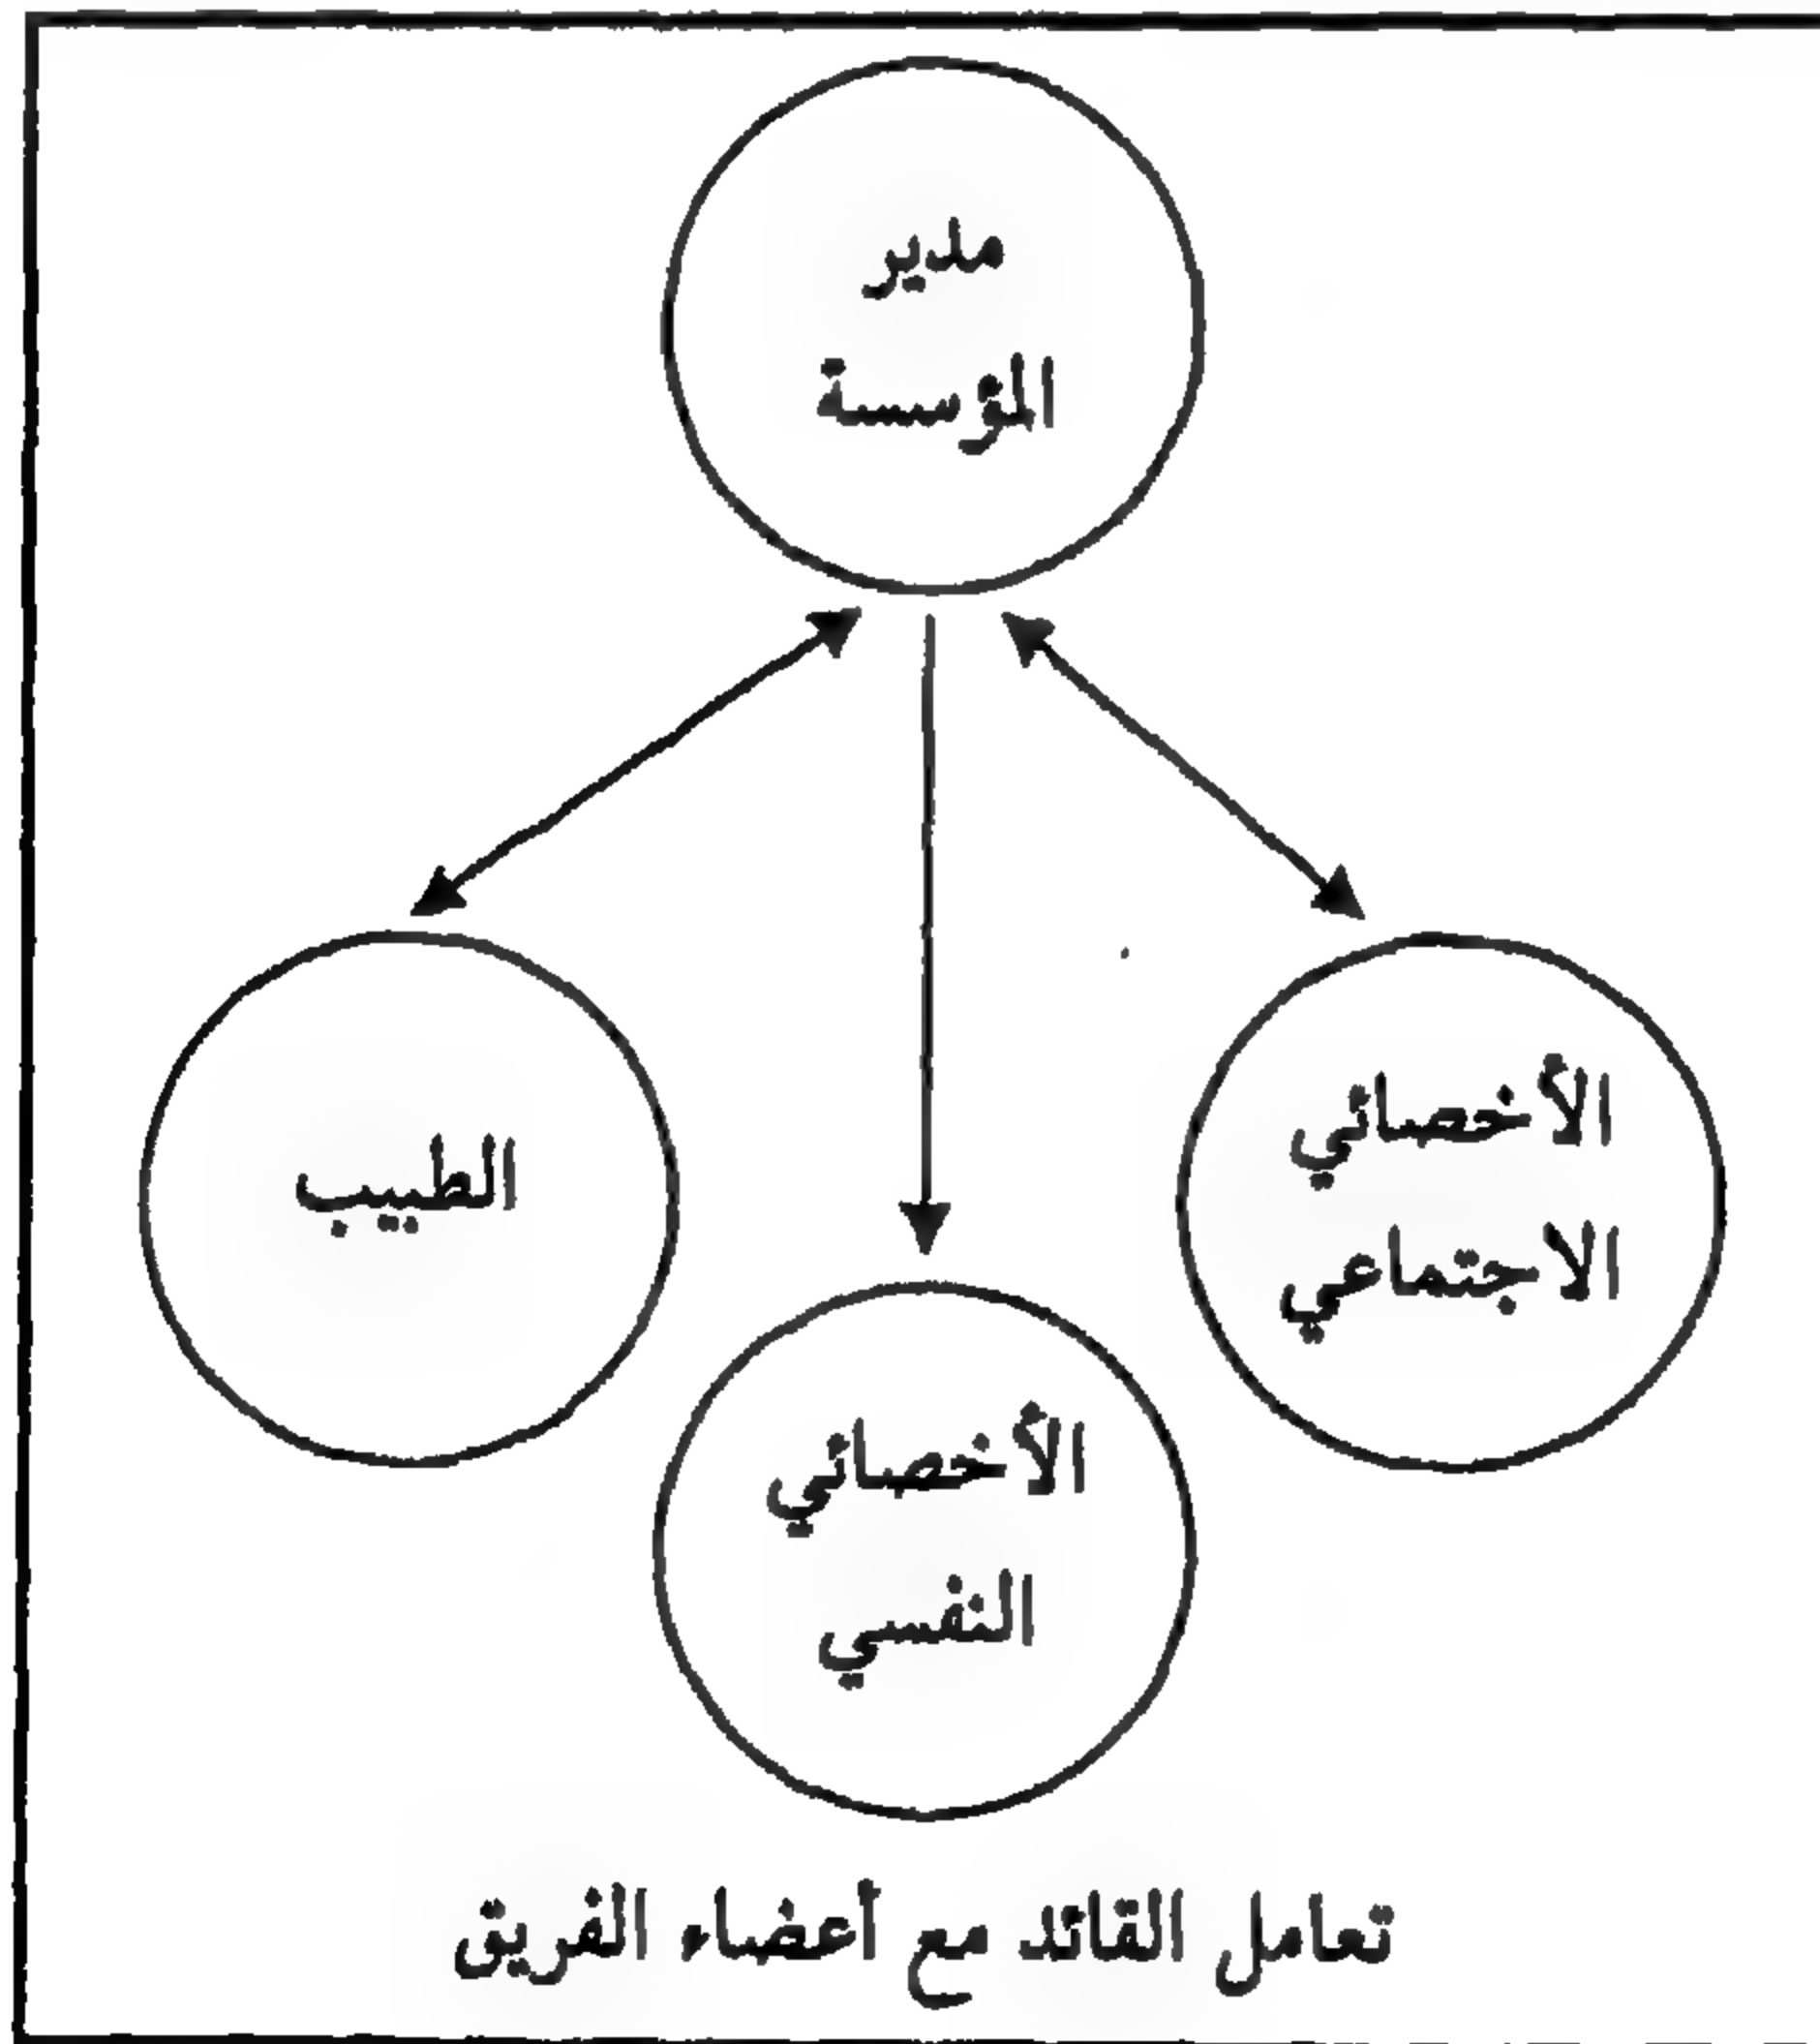 مدير
المؤسسة
الأخصائي
الاجتماعي
الطبيب
الأخصائي
النفسي
تعامل القائد مع أعضاء الفريق